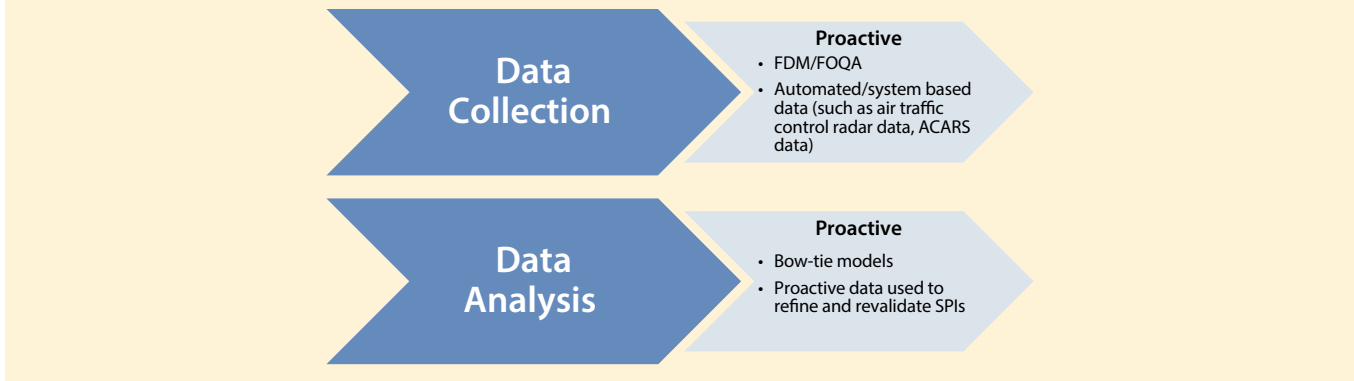 Data
Collection
Proactive
• FDM/FOQA
• Automated/system based
data (such as air traffic
control radar data, ACARS
data)
Data
Analysis
Proactive
• Bow-tie models
• Proactive data used to
refine and revalidate SPIs